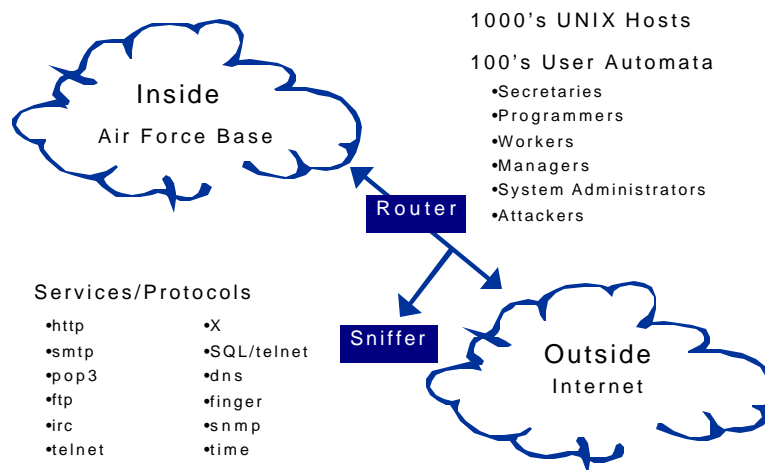 1000's UNIX Hosts
100's User Automata
•Secretaries
•Programmers
•Workers
•Managers
•System Administrators
•Attackers
Inside
Air Force Base
Router
Services/Protocols
•http
•smtp
•pop3
•ftp
•irc
•telnet
•X
•SQL/telnet
•dns
•finger
•snmp
•time
Sniffer
Outside
Internet